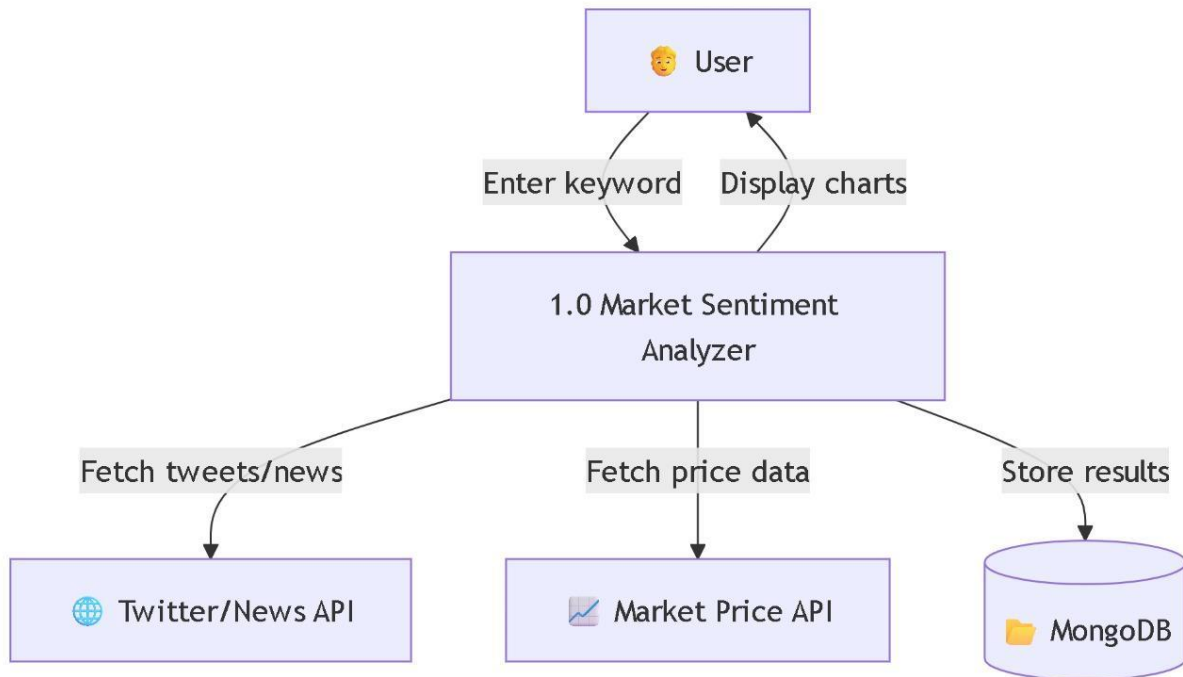 User
Enter keyword
Display charts
1.0 Market Sentiment
Analyzer
Fetch tweets/news
Fetch price data
Store results
Twitter/News API
Market Price API
MongoDB